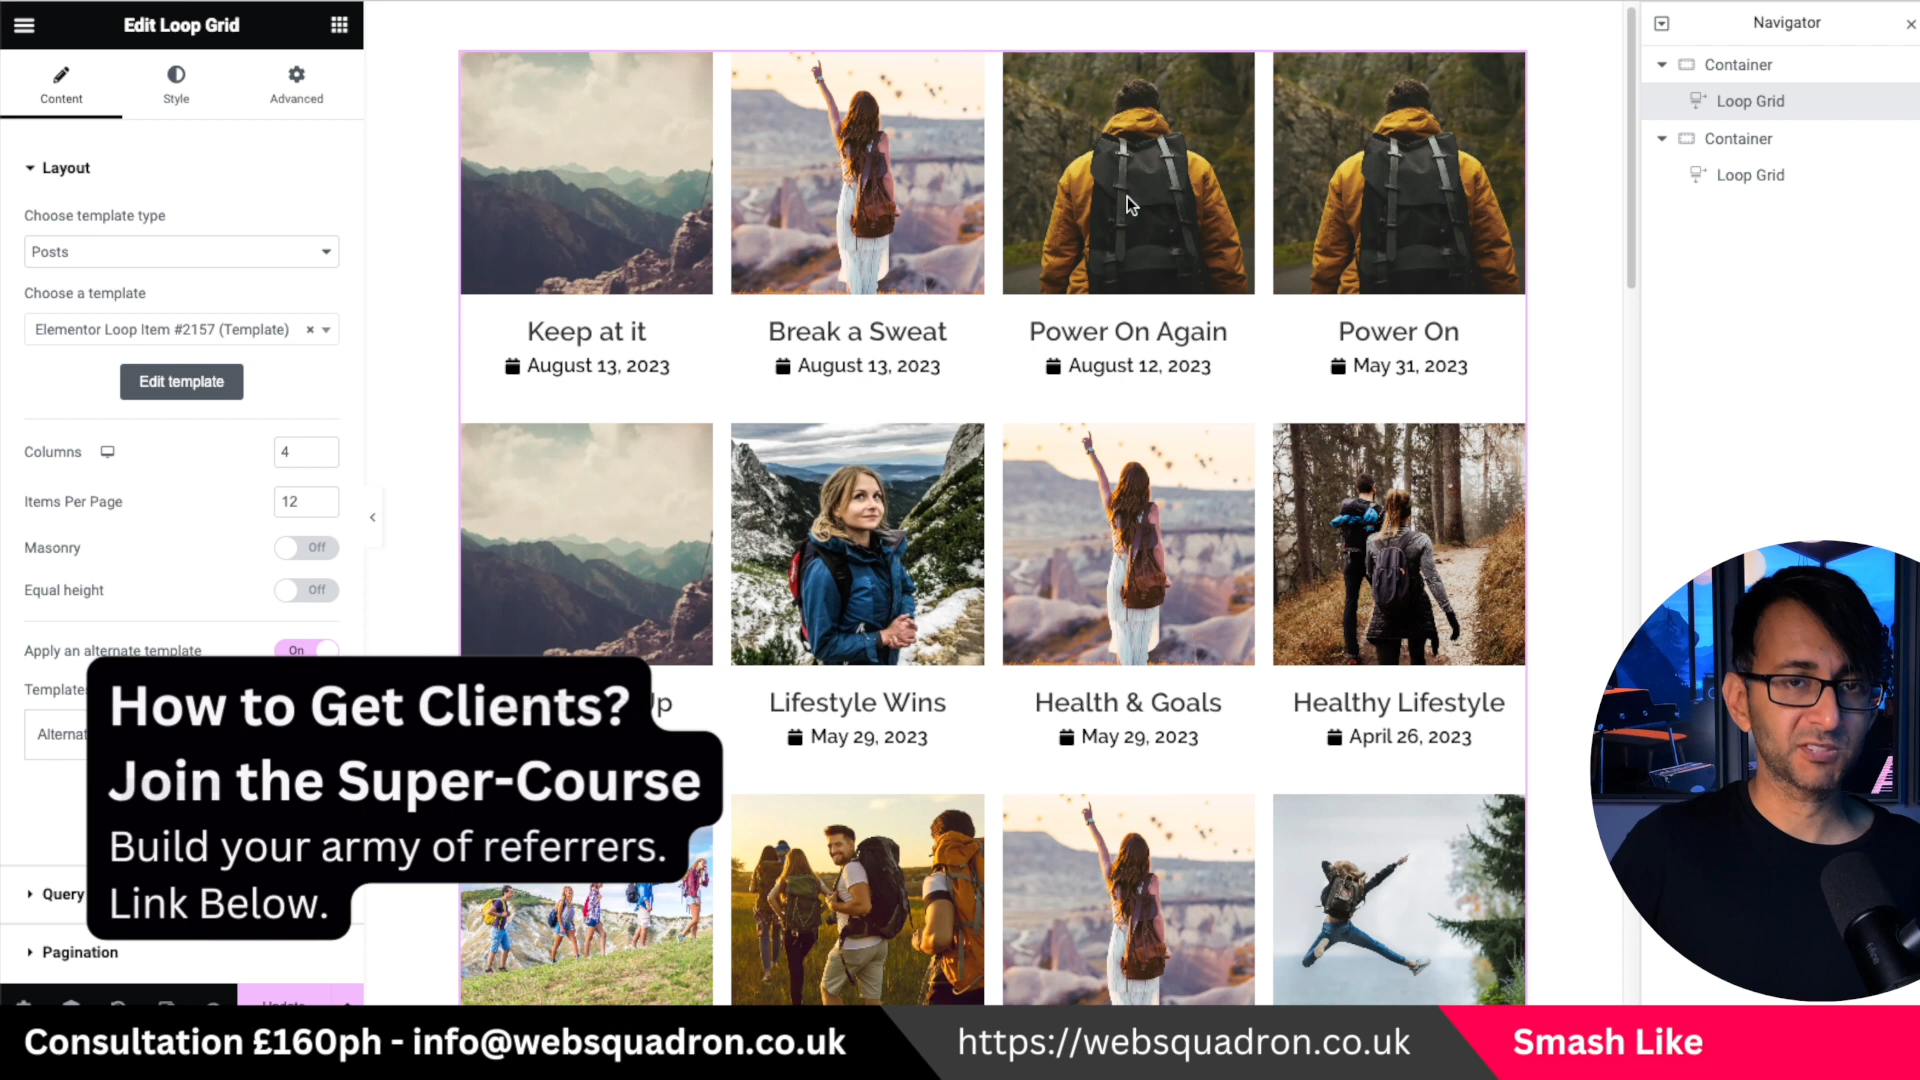 Edit Loop Grid
Content
Style
Advanced
Layout
Choose template type
Posts
Choose a template
Elementor Loop Item #2157 (Template) ×
Edit template
Columns
4
Items Per Page
12
Masonry
Off
Equal height
Off
Apply an alternate template
On
Templates
Query
Pagination
Keep at it
August 13, 2023
Break a Sweat
August 13, 2023
Power On Again
August 12, 2023
Power On
May 31, 2023
Lifestyle Wins
May 29, 2023
Health & Goals
May 29, 2023
Healthy Lifestyle
April 26, 2023
Navigator
Container
Loop Grid
Container
Loop Grid
How to Get Clients?
Join the Super-Course
Build your army of referrers.
Link Below.
Consultation £160ph - info@websquadron.co.uk
https://websquadron.co.uk
Smash Like